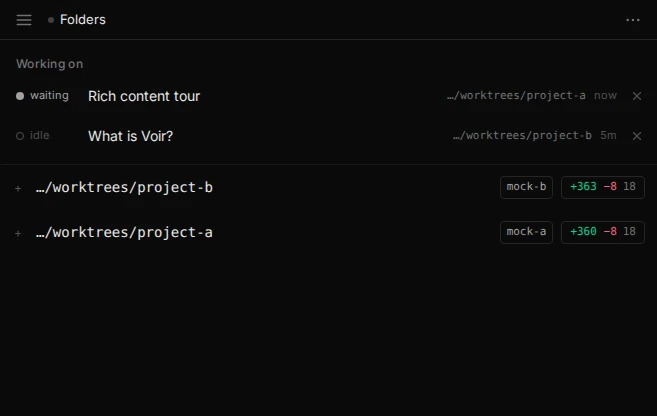 Folders
Working on
waiting Rich content tour …/worktrees/project-a now
idle What is Voir? …/worktrees/project-b 5m
+ …/worktrees/project-b mock-b +363 −8 18
+ …/worktrees/project-a mock-a +360 −8 18